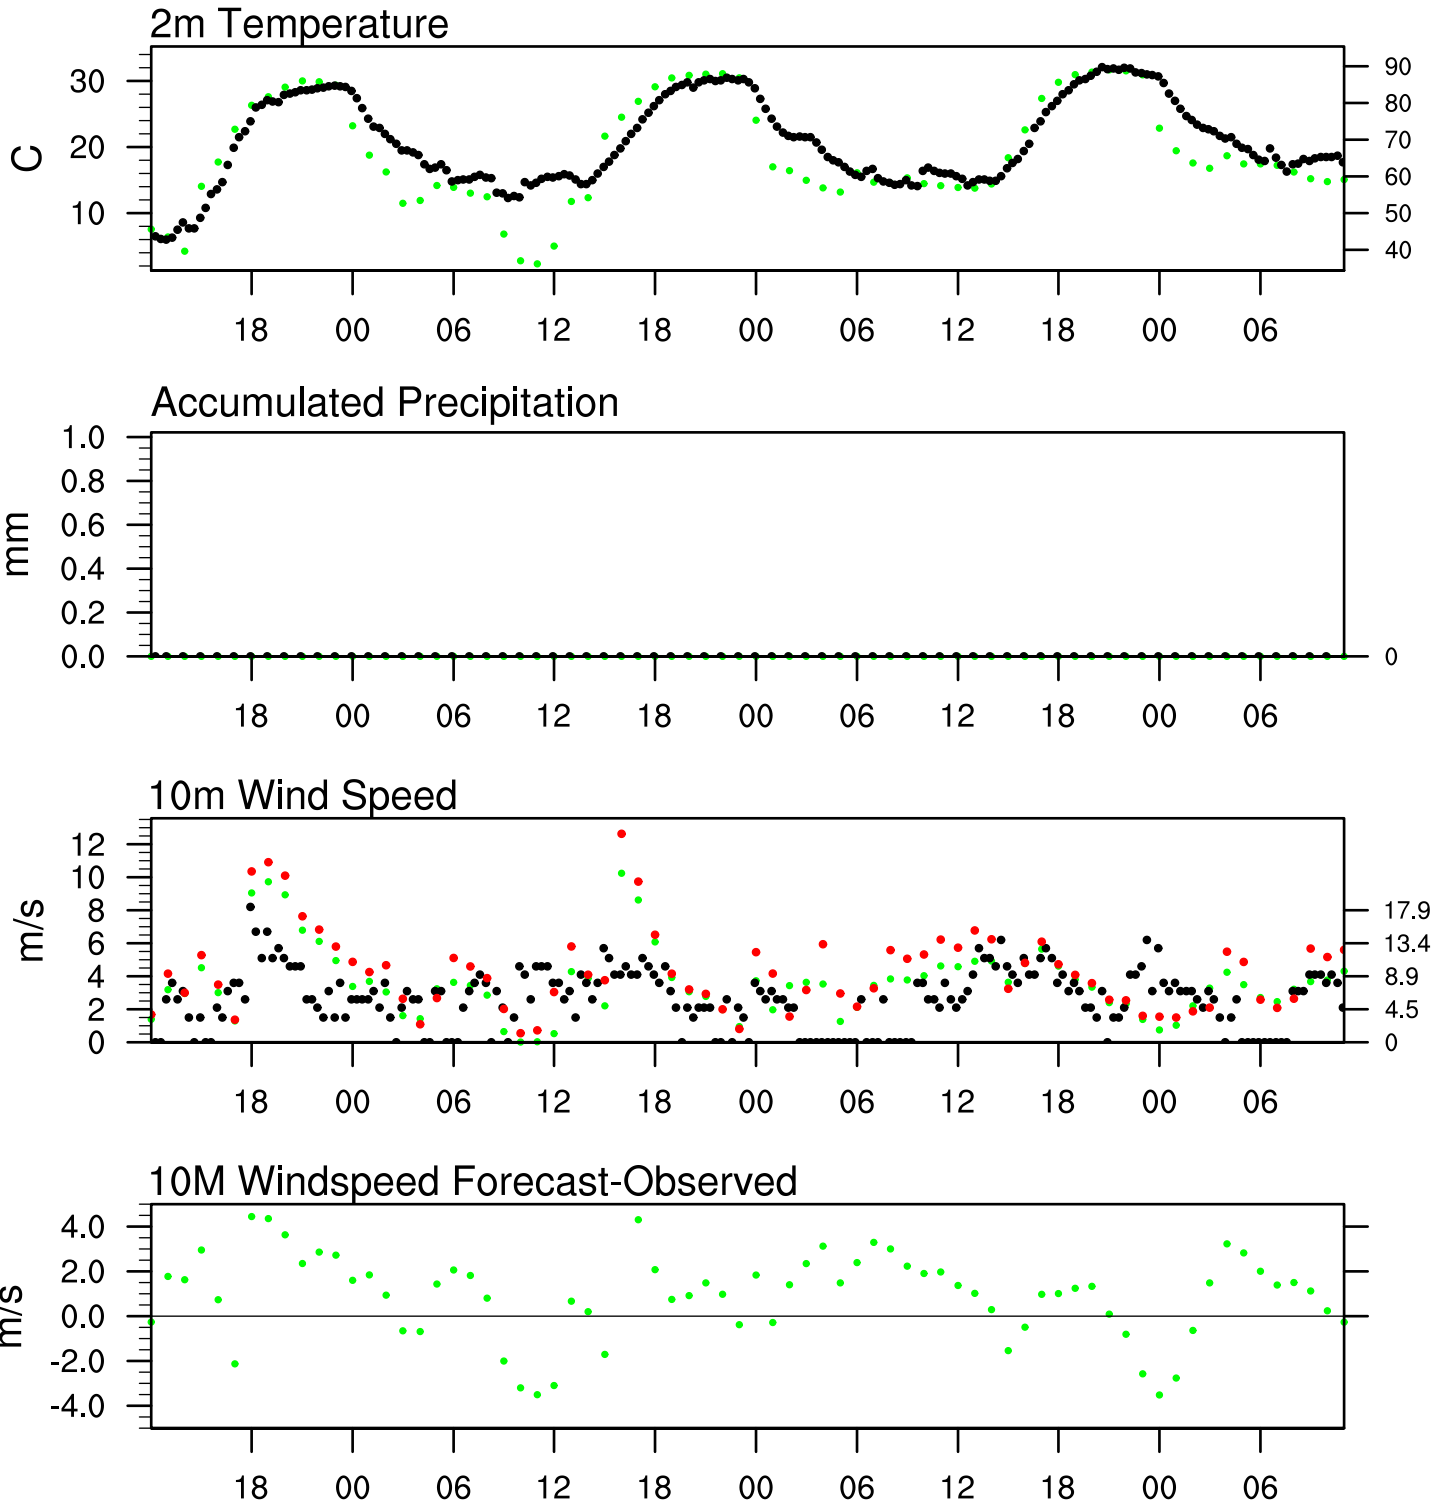 2m Temperature
30
20
10
C
90
80
70
60
50
40
18 00 06 12 18 00 06 12 18 00 06
Accumulated Precipitation
1.0
0.8
0.6
0.4
0.2
0.0
mm
0
18 00 06 12 18 00 06 12 18 00 06
10m Wind Speed
12
10
8
6
4
2
0
m/s
17.9
13.4
8.9
4.5
0
18 00 06 12 18 00 06 12 18 00 06
10M Windspeed Forecast-Observed
4.0
2.0
0.0
-2.0
-4.0
m/s
18 00 06 12 18 00 06 12 18 00 06